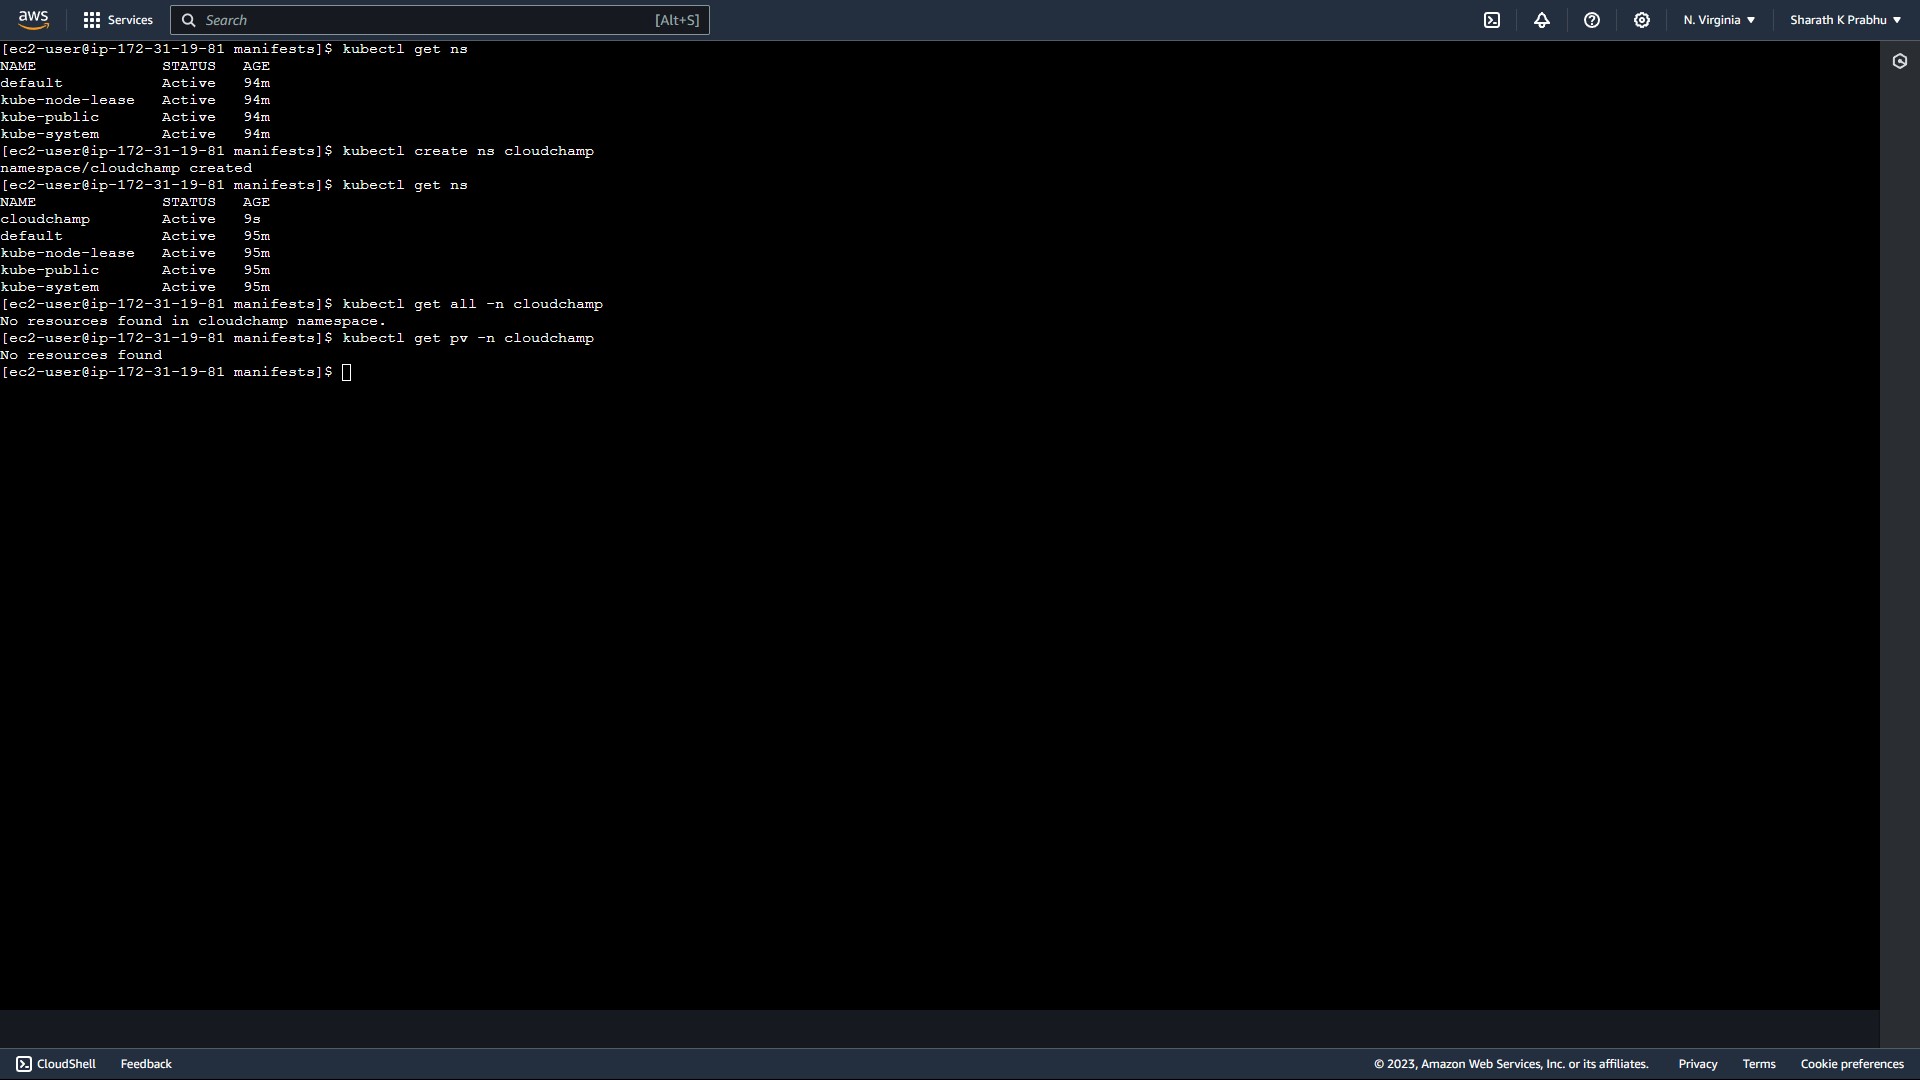 aws Services Search [Alt+S] N. Virginia ▼ Sharath K Prabhu ▼
[ec2-user@ip-172-31-19-81 manifests]$ kubectl get ns
NAME              STATUS   AGE
default           Active   94m
kube-node-lease   Active   94m
kube-public       Active   94m
kube-system       Active   94m
[ec2-user@ip-172-31-19-81 manifests]$ kubectl create ns cloudchamp
namespace/cloudchamp created
[ec2-user@ip-172-31-19-81 manifests]$ kubectl get ns
NAME              STATUS   AGE
cloudchamp        Active   9s
default           Active   95m
kube-node-lease   Active   95m
kube-public       Active   95m
kube-system       Active   95m
[ec2-user@ip-172-31-19-81 manifests]$ kubectl get all -n cloudchamp
No resources found in cloudchamp namespace.
[ec2-user@ip-172-31-19-81 manifests]$ kubectl get pv -n cloudchamp
No resources found
[ec2-user@ip-172-31-19-81 manifests]$
CloudShell Feedback © 2023, Amazon Web Services, Inc. or its affiliates. Privacy Terms Cookie preferences